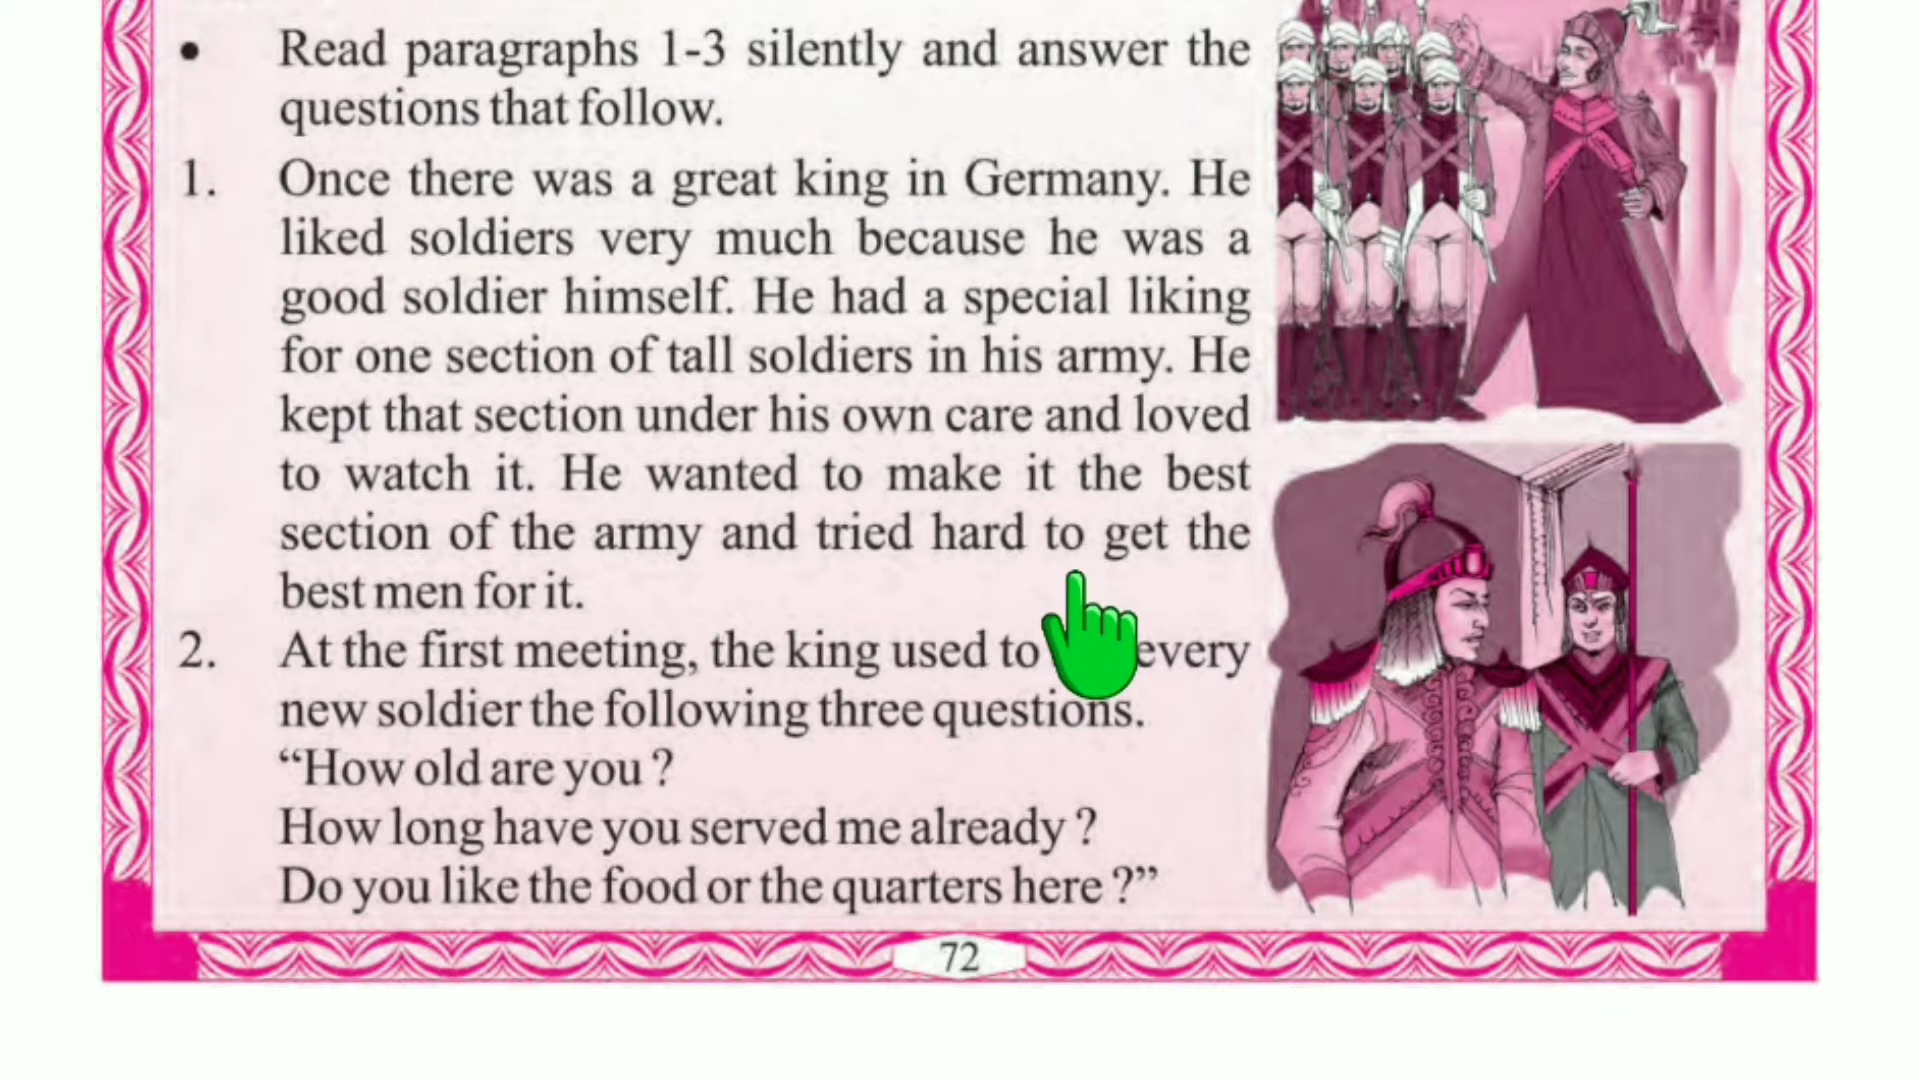 • Read paragraphs 1-3 silently and answer the
questions that follow.
1. Once there was a great king in Germany. He
liked soldiers very much because he was a
good soldier himself. He had a special liking
for one section of tall soldiers in his army. He
kept that section under his own care and loved
to watch it. He wanted to make it the best
section of the army and tried hard to get the
best men for it.
2. At the first meeting, the king used to every
new soldier the following three questions.
“How old are you ?
How long have you served me already ?
Do you like the food or the quarters here ?”
72